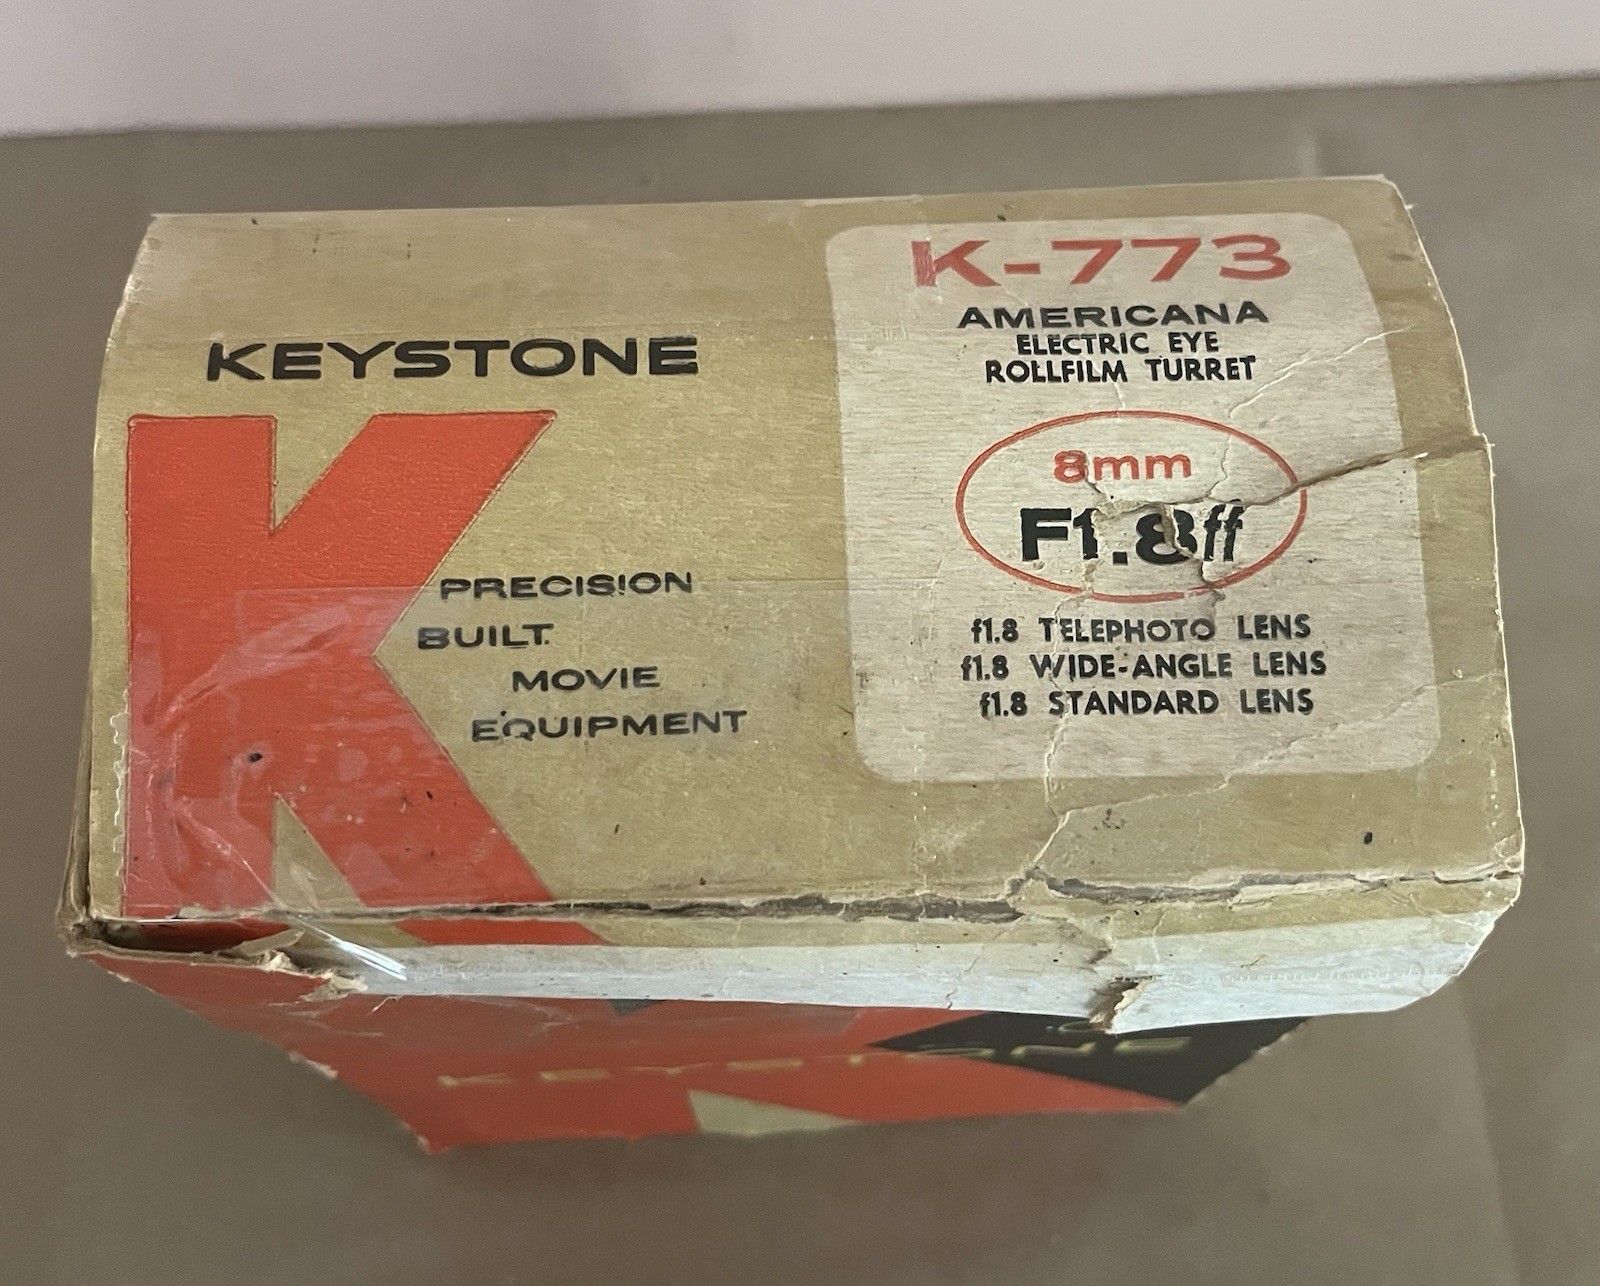 KEYSTONE
K
PRECISION
BUILT
MOVIE
EQUIPMENT
K-773
AMERICANA
ELECTRIC EYE
ROLLFILM TURRET
8mm
F1.8ff
f1.8 TELEPHOTO LENS
f1.8 WIDE-ANGLE LENS
f1.8 STANDARD LENS
KEYSTONE